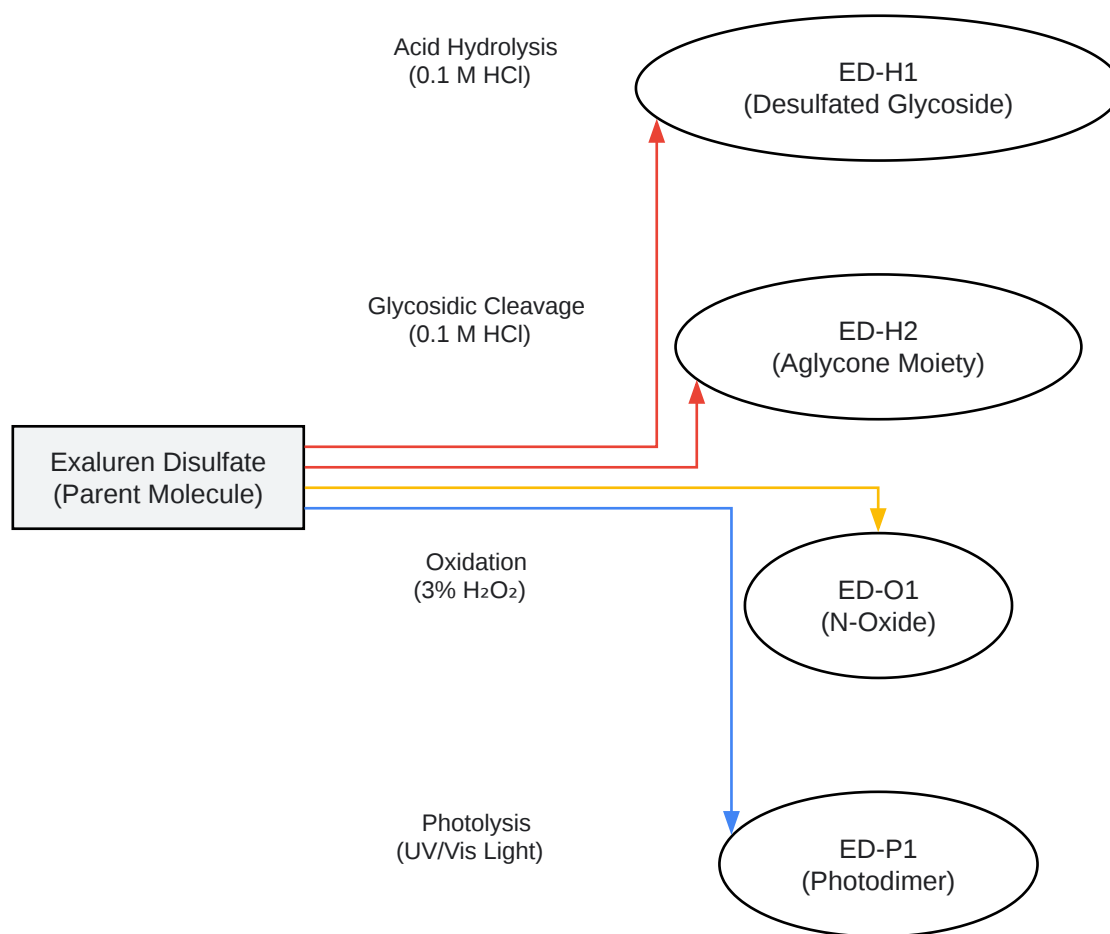 Acid Hydrolysis
(0.1 M HCl)
ED-H1
(Desulfated Glycoside)
Glycosidic Cleavage
(0.1 M HCl)
ED-H2
(Aglycone Moiety)
Exaluren Disulfate
(Parent Molecule)
Oxidation
(3% H₂O₂)
ED-O1
(N-Oxide)
Photolysis
(UV/Vis Light)
ED-P1
(Photodimer)